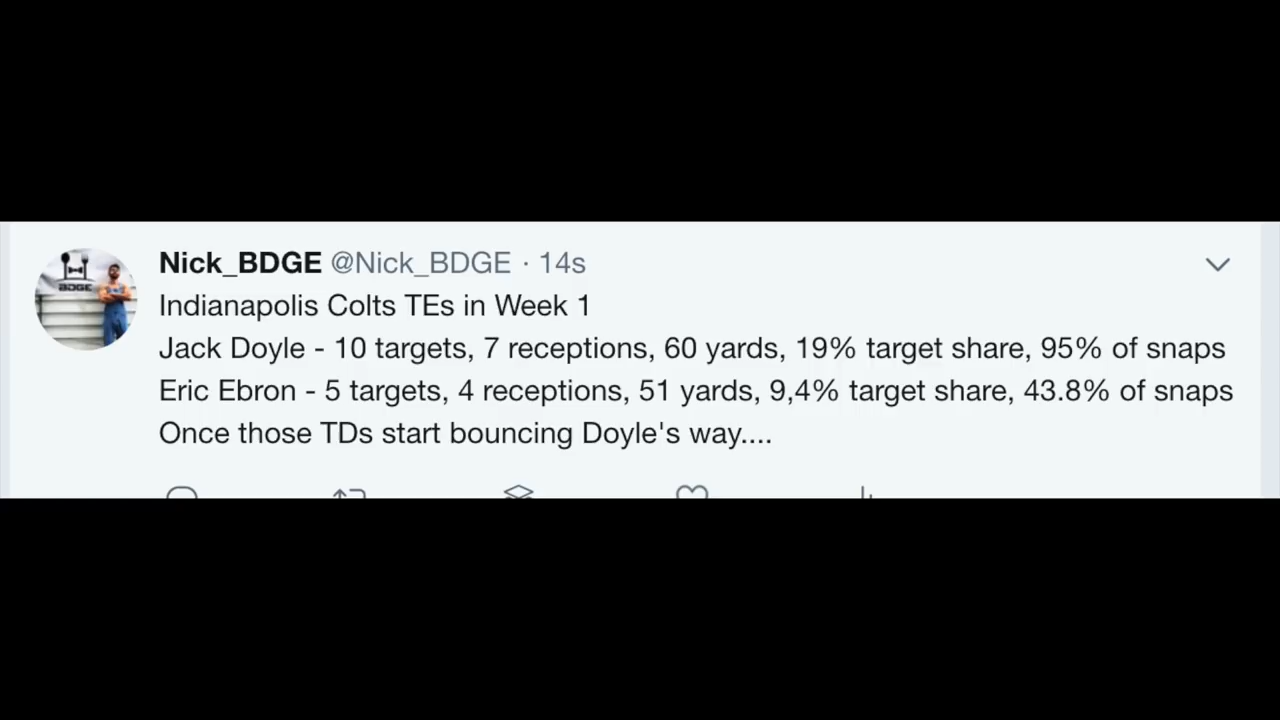 Nick_BDGE @Nick_BDGE · 14s
Indianapolis Colts TEs in Week 1
Jack Doyle - 10 targets, 7 receptions, 60 yards, 19% target share, 95% of snaps
Eric Ebron - 5 targets, 4 receptions, 51 yards, 9,4% target share, 43.8% of snaps
Once those TDs start bouncing Doyle's way....
BDGE